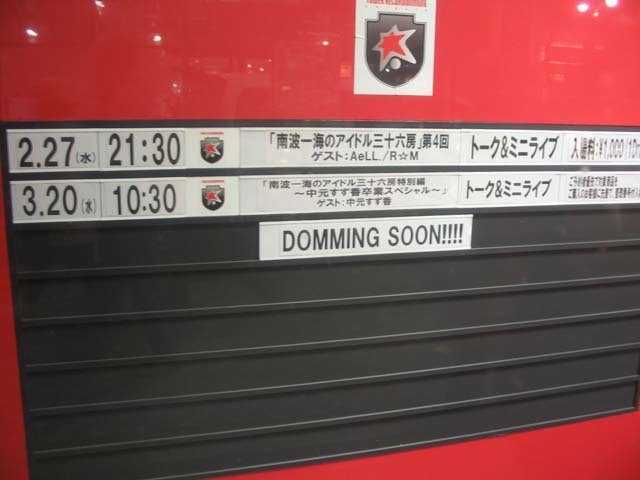 TOWER RECORDS
2.27(水) 21:30 「南波一海のアイドル三十六房」第4回 トーク&ミニライブ 入場料:¥1,000/1Dr
ゲスト:AeLL./R☆M
3.20(水) 10:30 「南波一海のアイドル三十六房特別編 トーク&ミニライブ
～中元すず香卒業スペシャル～」
ゲスト:中元すず香
DOMMING SOON!!!!